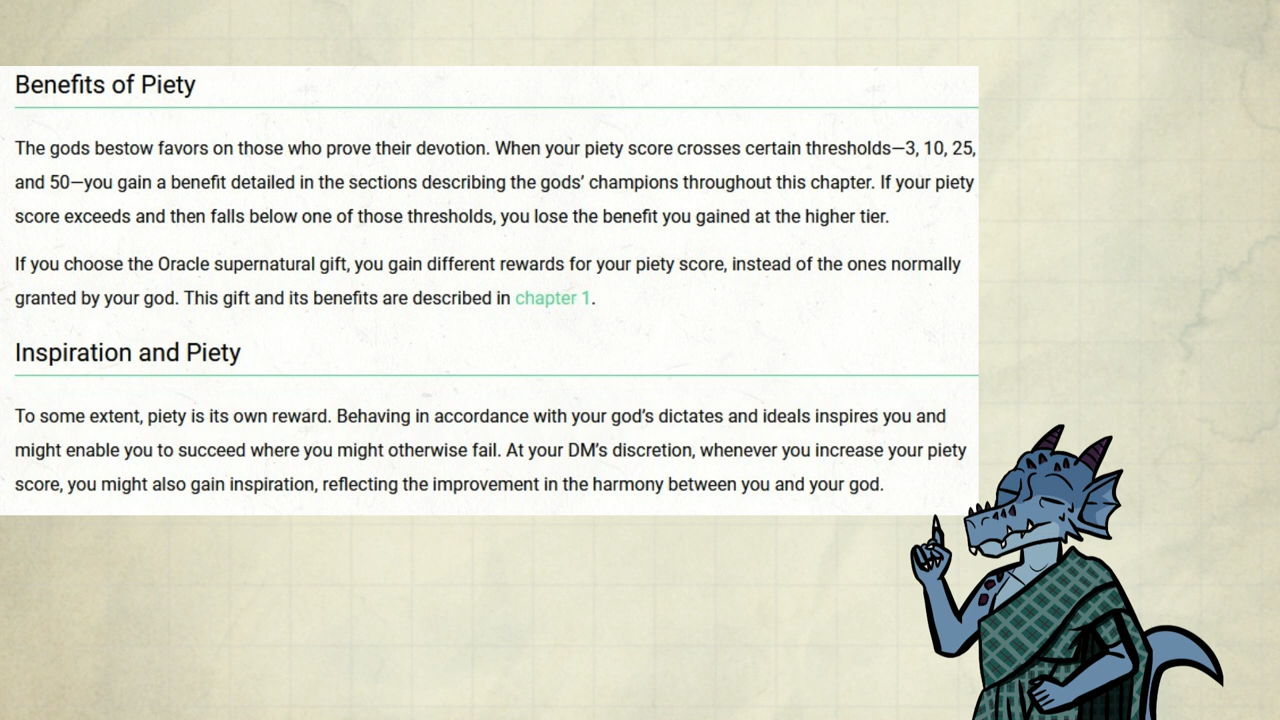 Benefits of Piety
The gods bestow favors on those who prove their devotion. When your piety score crosses certain thresholds—3, 10, 25,
and 50—you gain a benefit detailed in the sections describing the gods’ champions throughout this chapter. If your piety
score exceeds and then falls below one of those thresholds, you lose the benefit you gained at the higher tier.
If you choose the Oracle supernatural gift, you gain different rewards for your piety score, instead of the ones normally
granted by your god. This gift and its benefits are described in chapter 1.
Inspiration and Piety
To some extent, piety is its own reward. Behaving in accordance with your god’s dictates and ideals inspires you and
might enable you to succeed where you might otherwise fail. At your DM’s discretion, whenever you increase your piety
score, you might also gain inspiration, reflecting the improvement in the harmony between you and your god.